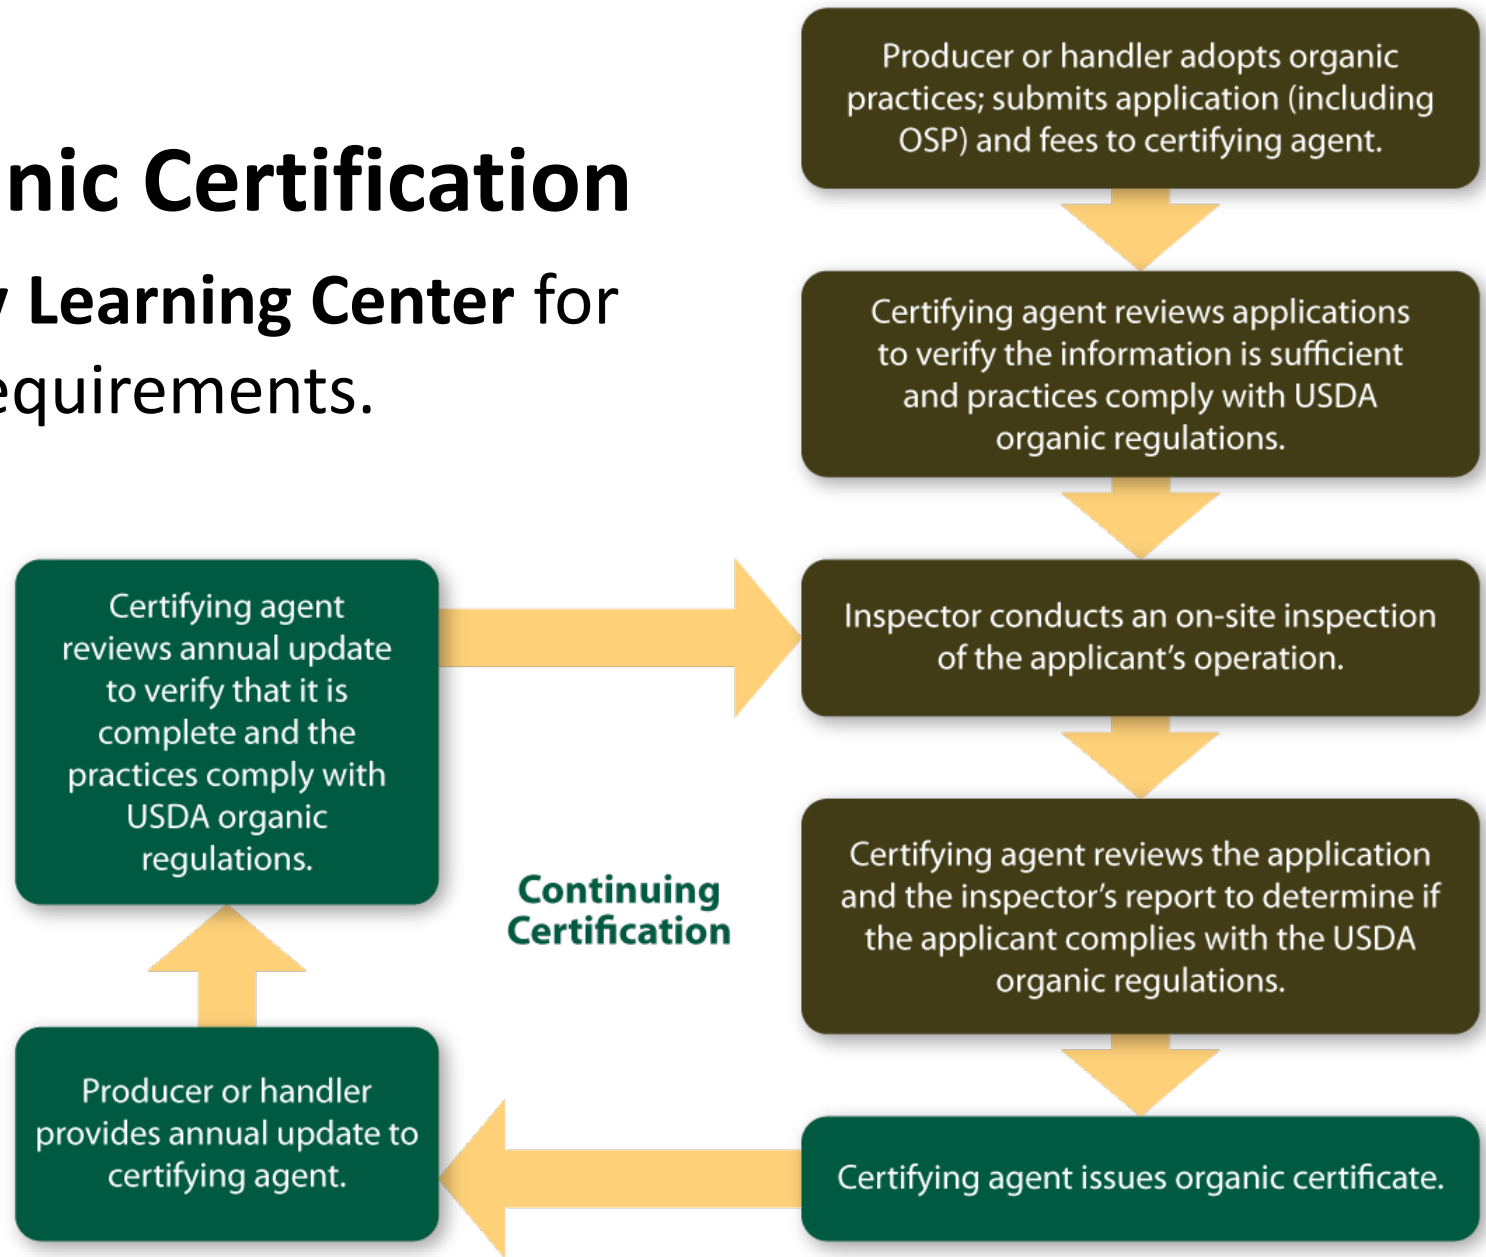 nic Certification
Learning Center for
equirements.
Producer or handler adopts organic
practices; submits application (including
OSP) and fees to certifying agent.
Certifying agent reviews applications
to verify the information is sufficient
and practices comply with USDA
organic regulations.
Inspector conducts an on-site inspection
of the applicant's operation.
Certifying agent reviews the application
and the inspector's report to determine if
the applicant complies with the USDA
organic regulations.
Certifying agent issues organic certificate.
Producer or handler
provides annual update to
certifying agent.
Certifying agent
reviews annual update
to verify that it is
complete and the
practices comply with
USDA organic
regulations.
Continuing
Certification